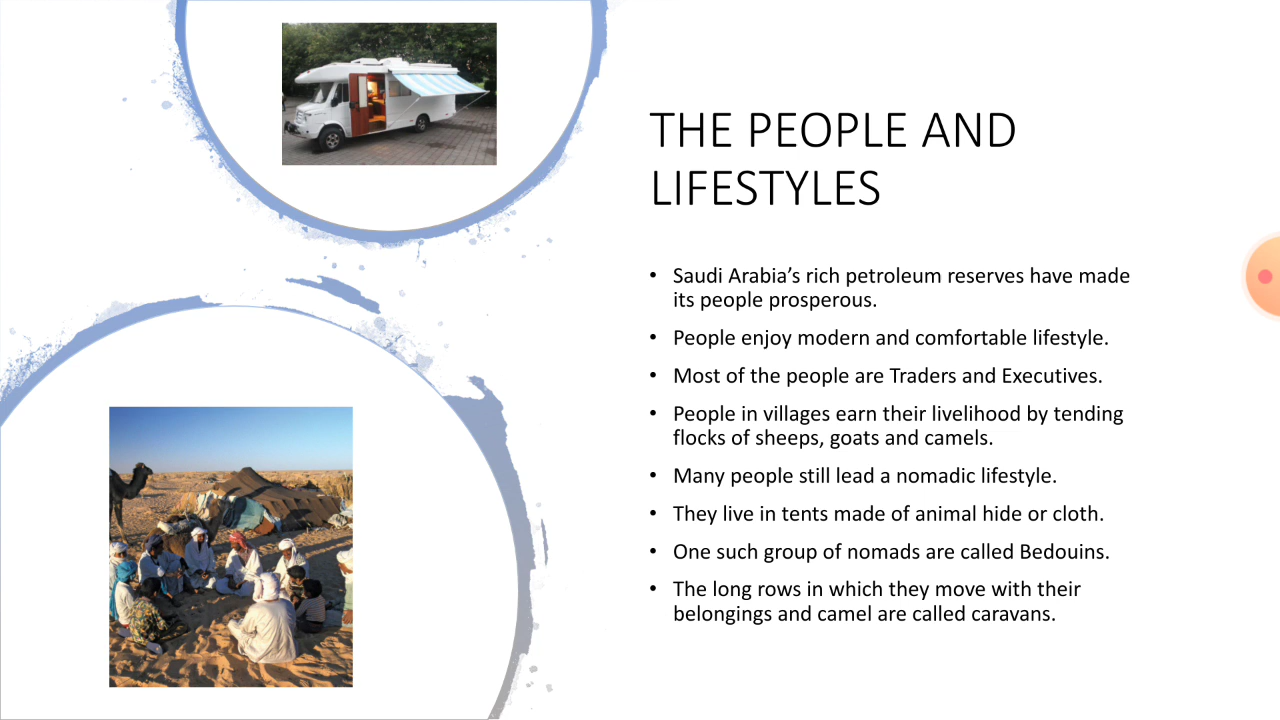 THE PEOPLE AND
LIFESTYLES
• Saudi Arabia’s rich petroleum reserves have made
its people prosperous.
• People enjoy modern and comfortable lifestyle.
• Most of the people are Traders and Executives.
• People in villages earn their livelihood by tending
flocks of sheeps, goats and camels.
• Many people still lead a nomadic lifestyle.
• They live in tents made of animal hide or cloth.
• One such group of nomads are called Bedouins.
• The long rows in which they move with their
belongings and camel are called caravans.